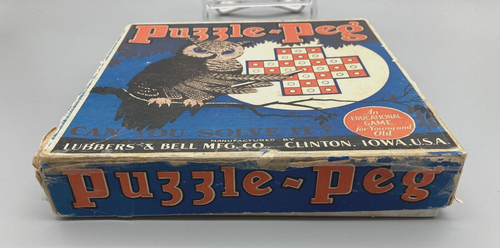 Puzzle-Peg
An
EDUCATIONAL
GAME
for Young and
Old
CAN YOU SOLVE IT?
MANUFACTURED BY
LUBBERS & BELL MFG. CO. CLINTON, IOWA. U.S.A.
Puzzle-Peg